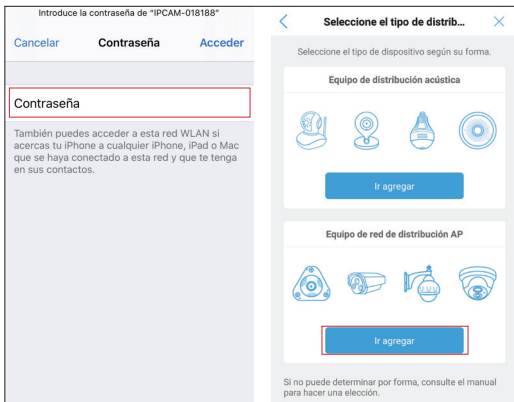 Introduce la contraseña de "IPCAM-018188"
Cancelar Contraseña Acceder
Contraseña
También puedes acceder a esta red WLAN si
acercas tu iPhone a cualquier iPhone, iPad o Mac
que se haya conectado a esta red y que te tenga
en sus contactos.
Seleccione el tipo de distrib...
Seleccione el tipo de dispositivo según su forma.
Equipo de distribución acústica
Ir agregar
Equipo de red de distribución AP
Ir agregar
Si no puede determinar por forma, consulte el manual
para hacer una elección.